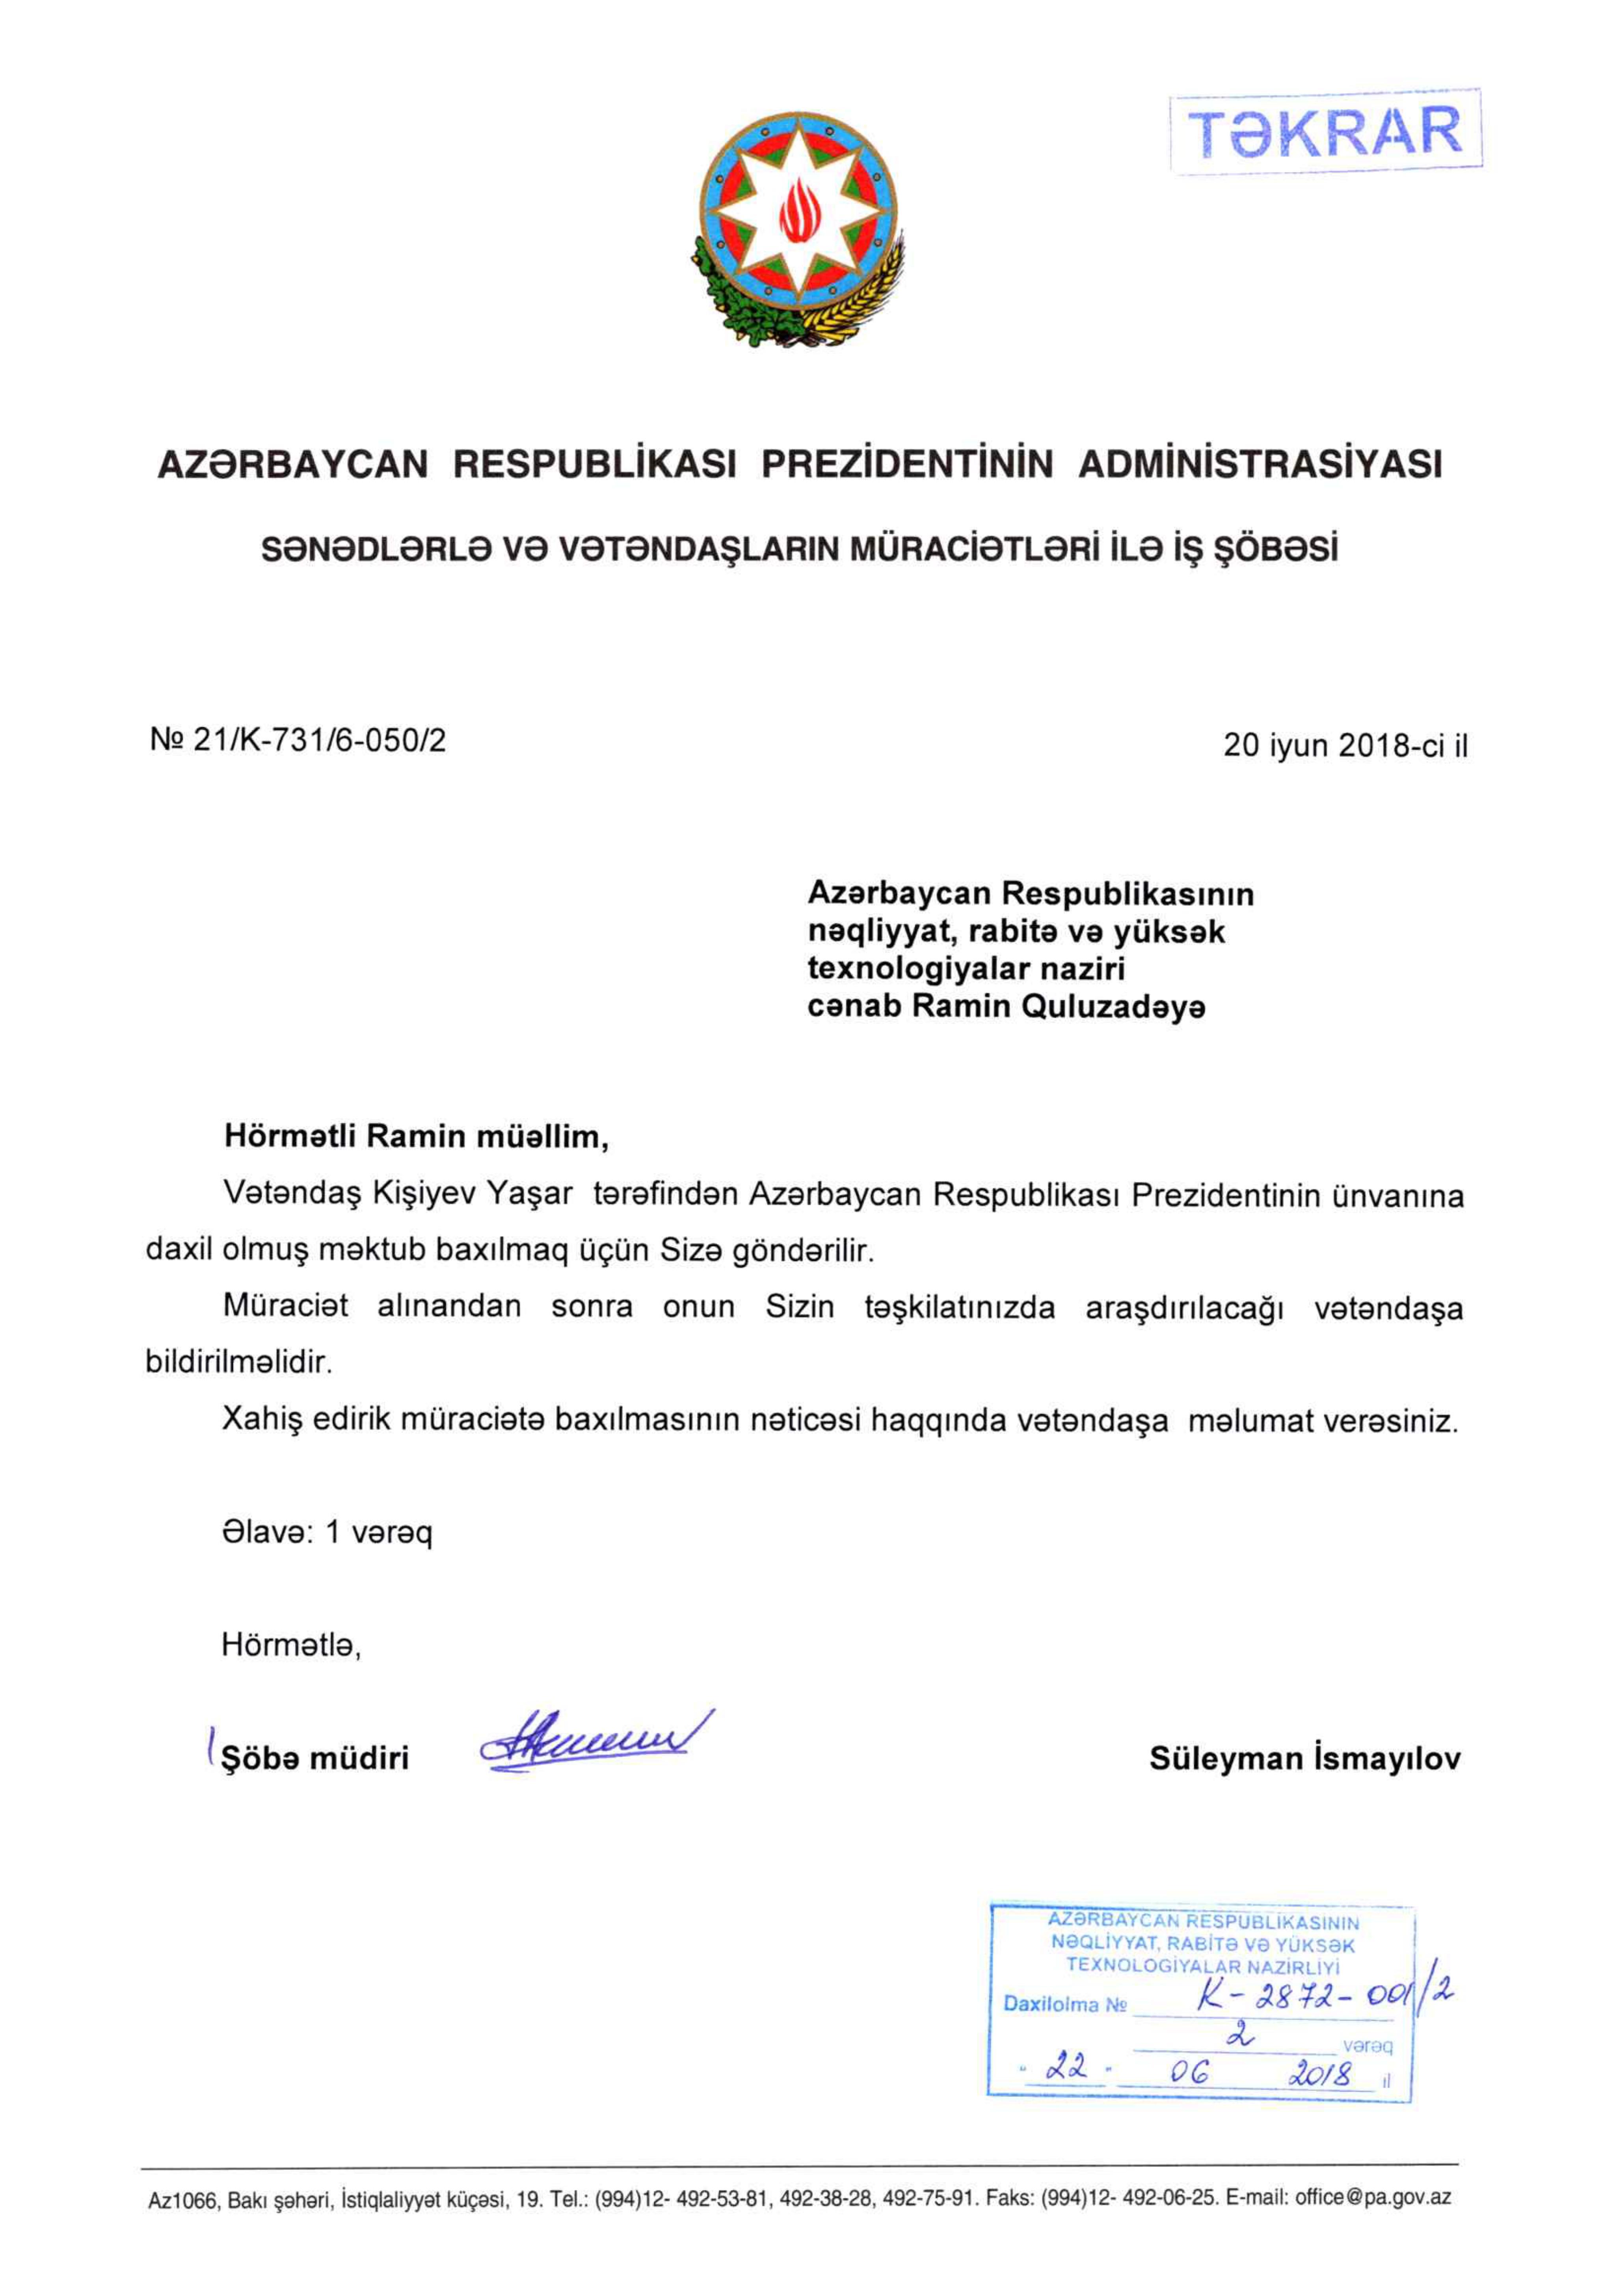 TƏKRAR
AZƏRBAYCAN RESPUBLİKASI PREZİDENTİNİN ADMİNİSTRASİYASI
SƏNƏDLƏRLƏ VƏ VƏTƏNDAŞLARIN MÜRACİƏTLƏRİ İLƏ İŞ ŞÖBƏSİ
№ 21/K-731/6-050/2
20 iyun 2018-ci il
Azərbaycan Respublikasının
nəqliyyat, rabitə və yüksək
texnologiyalar naziri
cənab Ramin Quluzadəyə
Hörmətli Ramin müəllim,
Vətəndaş Kişiyev Yaşar tərəfindən Azərbaycan Respublikası Prezidentinin ünvanına
daxil olmuş məktub baxılmaq üçün Sizə göndərilir.
Müraciət alınandan sonra onun Sizin təşkilatınızda araşdırılacağı vətəndaşa
bildirilməlidir.
Xahiş edirik müraciətə baxılmasının nəticəsi haqqında vətəndaşa məlumat verəsiniz.
Əlavə: 1 vərəq
Hörmətlə,
Şöbə müdiri
Süleyman İsmayılov
AZƏRBAYCAN RESPUBLİKASININ
NƏQLİYYAT, RABİTƏ VƏ YÜKSƏK
TEXNOLOGİYALAR NAZİRLİYİ
Daxilolma № K-2872-001/2
2 vərəq
" 22 " 06 2018 il
Az1066, Bakı şəhəri, İstiqlaliyyət küçəsi, 19. Tel.: (994)12- 492-53-81, 492-38-28, 492-75-91. Faks: (994)12- 492-06-25. E-mail: office@pa.gov.az